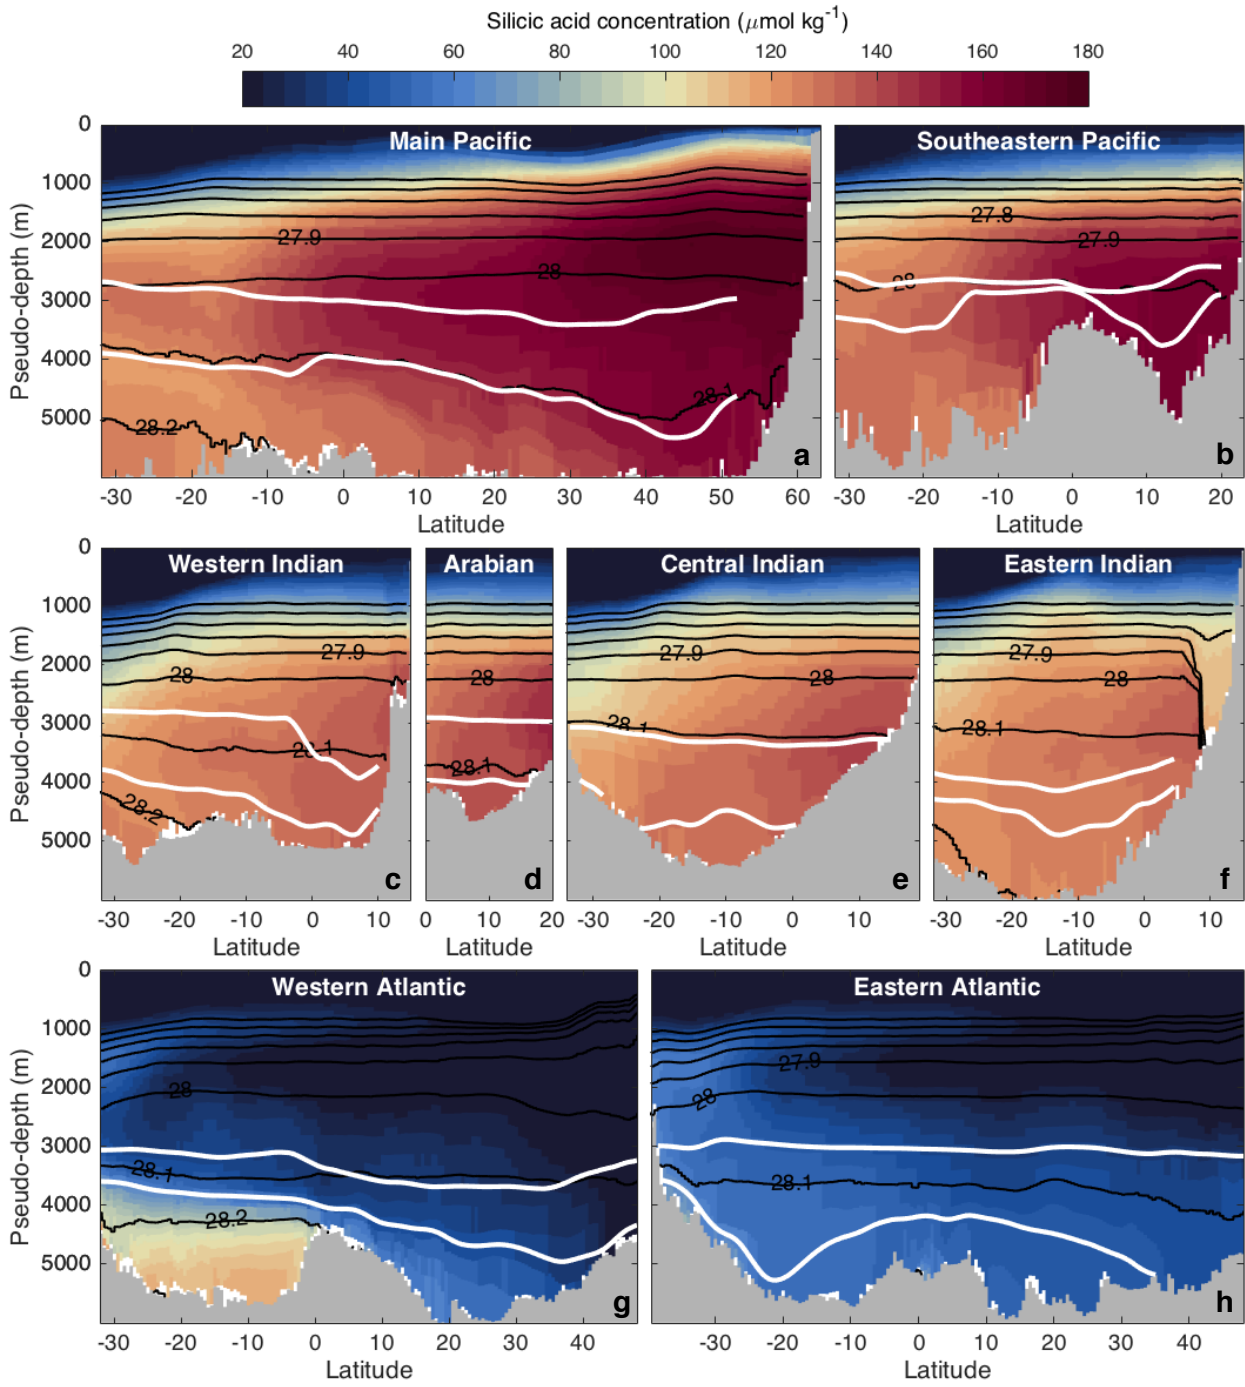 Silicic acid concentration (μmol kg⁻¹)
20 40 60 80 100 120 140 160 180
Main Pacific
Pseudo-depth (m)
0
1000
2000
3000
4000
5000
27.9
28
28.1
28.2
a
-30 -20 -10 0 10 20 30 40 50 60
Latitude
Southeastern Pacific
27.8
27.9
28
b
-30 -20 -10 0 10 20
Latitude
Western Indian
Pseudo-depth (m)
0
1000
2000
3000
4000
5000
27.9
28
28.1
28.2
c
-30 -20 -10 0 10
Latitude
Arabian
28
28.1
d
0 10 20
Central Indian
27.9
28
28.1
e
-30 -20 -10 0 10
Latitude
Eastern Indian
27.9
28
28.1
f
-30 -20 -10 0 10
Latitude
Western Atlantic
Pseudo-depth (m)
0
1000
2000
3000
4000
5000
28
28.1
28.2
g
-30 -20 -10 0 10 20 30 40
Latitude
Eastern Atlantic
27.9
28
28.1
h
-30 -20 -10 0 10 20 30 40
Latitude